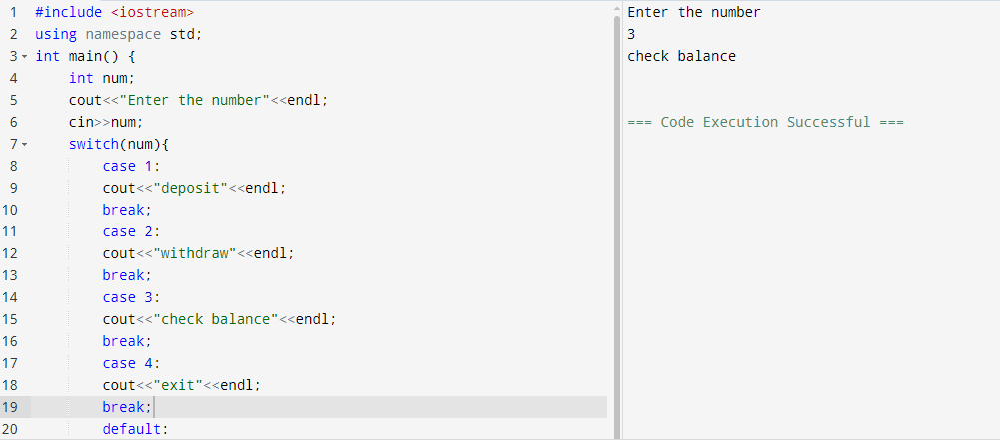 1 #include <iostream>
2 using namespace std;
3 int main() {
4 int num;
5 cout<<"Enter the number"<<endl;
6 cin>>num;
7 switch(num){
8 case 1:
9 cout<<"deposit"<<endl;
10 break;
11 case 2:
12 cout<<"withdraw"<<endl;
13 break;
14 case 3:
15 cout<<"check balance"<<endl;
16 break;
17 case 4:
18 cout<<"exit"<<endl;
19 break;
20 default:
Enter the number
3
check balance
=== Code Execution Successful ===